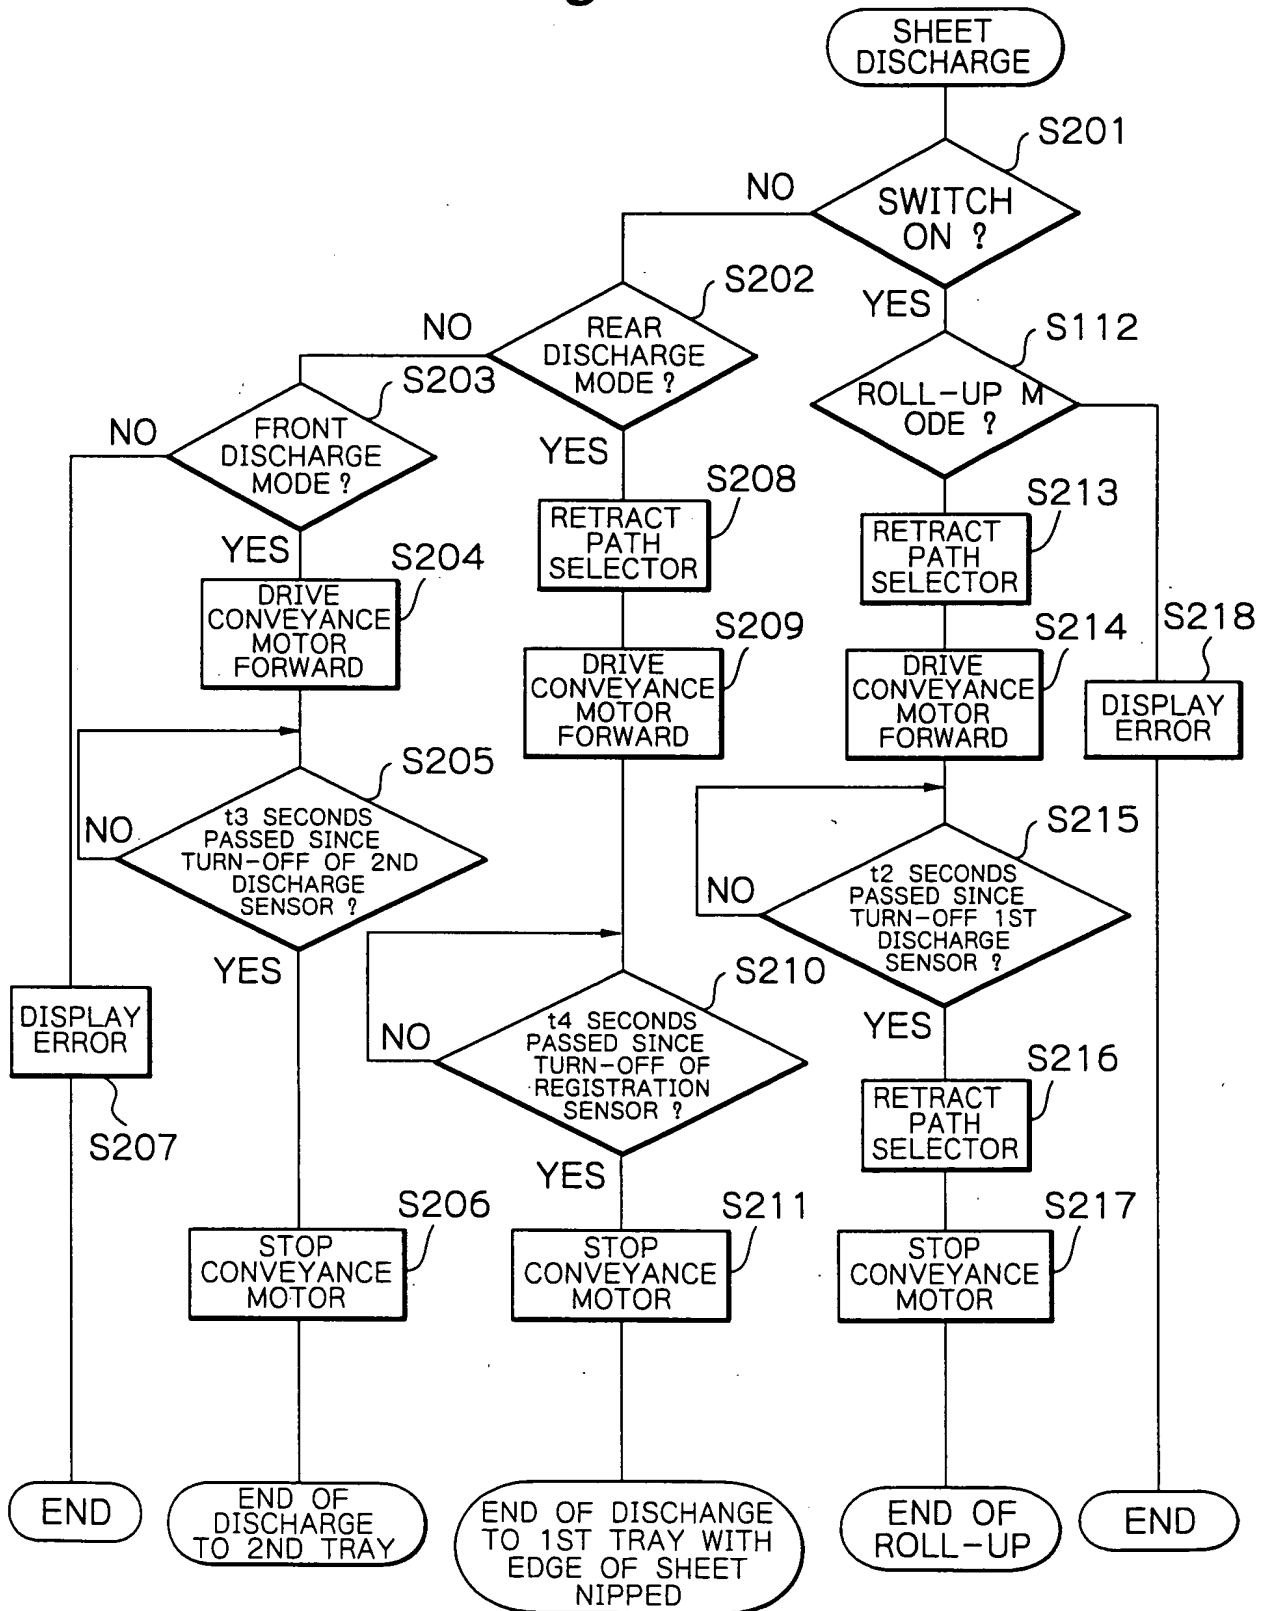 SHEET
DISCHARGE
S201
SWITCH
ON ?
NO
YES
S202
REAR
DISCHARGE
MODE ?
NO
YES
S112
ROLL-UP M
ODE ?
S203
FRONT
DISCHARGE
MODE ?
NO
YES
S204
DRIVE
CONVEYANCE
MOTOR
FORWARD
S208
RETRACT
PATH
SELECTOR
S213
RETRACT
PATH
SELECTOR
S209
DRIVE
CONVEYANCE
MOTOR
FORWARD
S214
DRIVE
CONVEYANCE
MOTOR
FORWARD
S218
DISPLAY
ERROR
S205
t3 SECONDS
PASSED SINCE
TURN-OFF OF 2ND
DISCHARGE
SENSOR ?
NO
YES
S215
t2 SECONDS
PASSED SINCE
TURN-OFF 1ST
DISCHARGE
SENSOR ?
NO
YES
DISPLAY
ERROR
S207
S210
t4 SECONDS
PASSED SINCE
TURN-OFF OF
REGISTRATION
SENSOR ?
NO
YES
S216
RETRACT
PATH
SELECTOR
S206
STOP
CONVEYANCE
MOTOR
S211
STOP
CONVEYANCE
MOTOR
S217
STOP
CONVEYANCE
MOTOR
END
END OF
DISCHARGE
TO 2ND TRAY
END OF DISCHANGE
TO 1ST TRAY WITH
EDGE OF SHEET
NIPPED
END OF
ROLL-UP
END